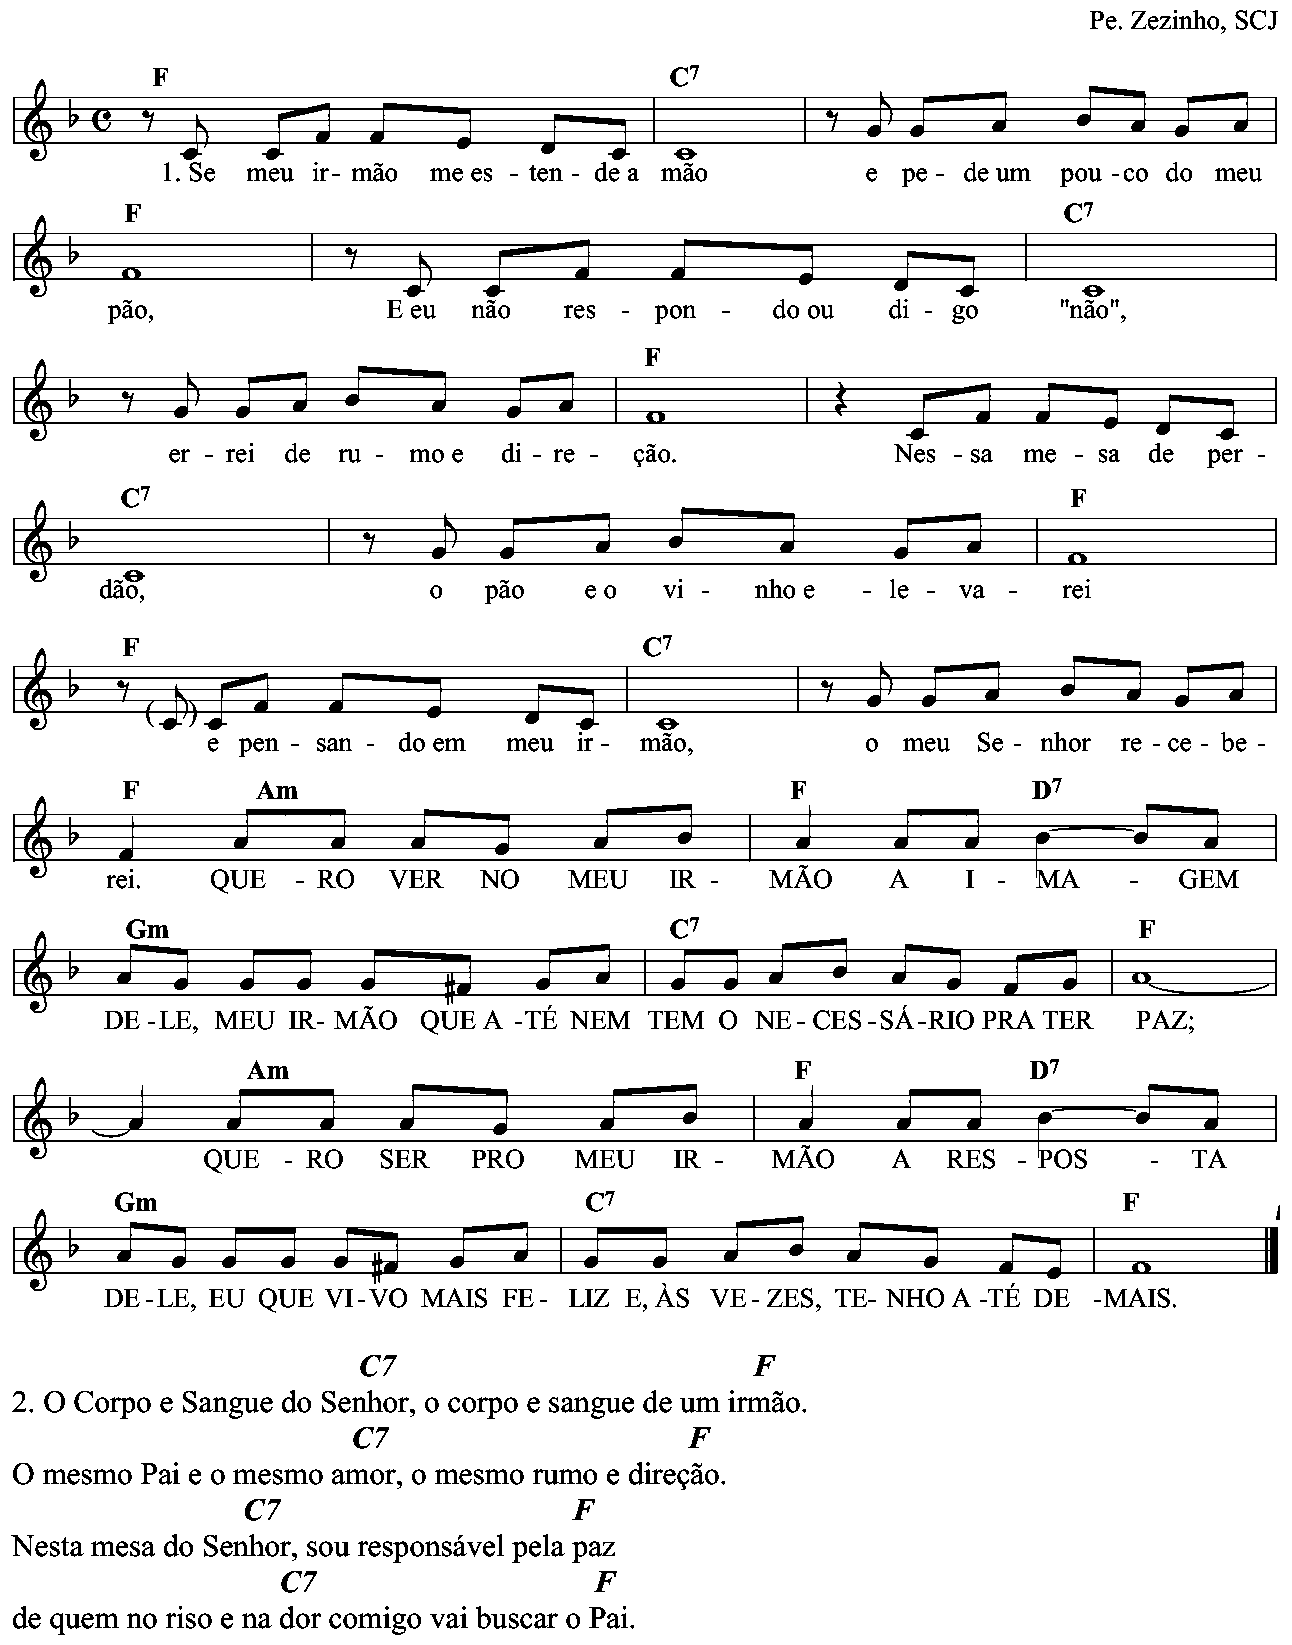 Pe. Zezinho, SCJ
F C7
1. Se meu ir- mão me es - ten - de a mão e pe - de um pou - co do meu
F C7
pão, E eu não res - pon - do ou di - go "não",
F
er - rei de ru - mo e di - re - ção. Nes - sa me - sa de per-
C7 F
dão, o pão e o vi - nho e - le - va - rei
F C7
e pen - san - do em meu ir - mão, o meu Se - nhor re - ce - be -
F Am F D7
rei. QUE - RO VER NO MEU IR - MÃO A I - MA - GEM
Gm C7 F
DE - LE, MEU IR- MÃO QUE A -TÉ NEM TEM O NE - CES - SÁ - RIO PRA TER PAZ;
Am F D7
QUE - RO SER PRO MEU IR - MÃO A RES - POS - TA
Gm C7 F
DE - LE, EU QUE VI - VO MAIS FE - LIZ E, ÀS VE - ZES, TE- NHO A -TÉ DE -MAIS.
C7 F
2. O Corpo e Sangue do Senhor, o corpo e sangue de um irmão.
C7 F
O mesmo Pai e o mesmo amor, o mesmo rumo e direção.
C7 F
Nesta mesa do Senhor, sou responsável pela paz
C7 F
de quem no riso e na dor comigo vai buscar o Pai.